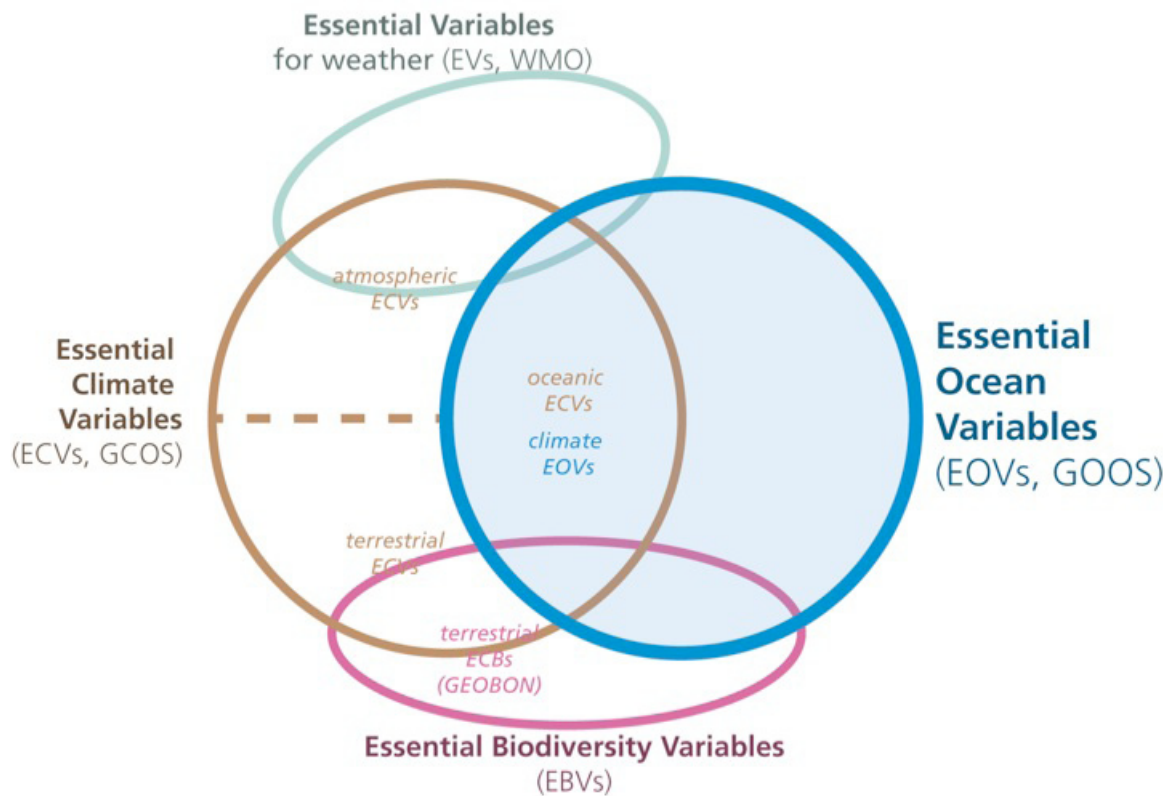 Essential Variables
for weather (EVs, WMO)
atmospheric
ECVs
Essential
Climate
Variables
(ECVs, GCOS)
oceanic
ECVs
climate
EOVs
Essential
Ocean
Variables
(EOVs, GOOS)
terrestrial
ECVs
terrestrial
ECBs
(GEOBON)
Essential Biodiversity Variables
(EBVs)